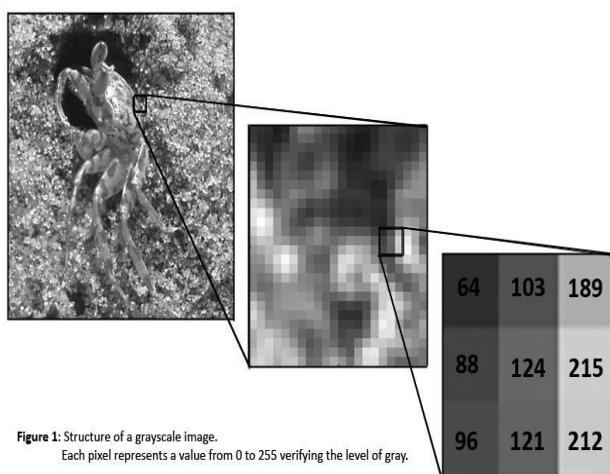 64 103 189
88 124 215
96 121 212
Figure 1: Structure of a grayscale image.
Each pixel represents a value from 0 to 255 verifying the level of gray.